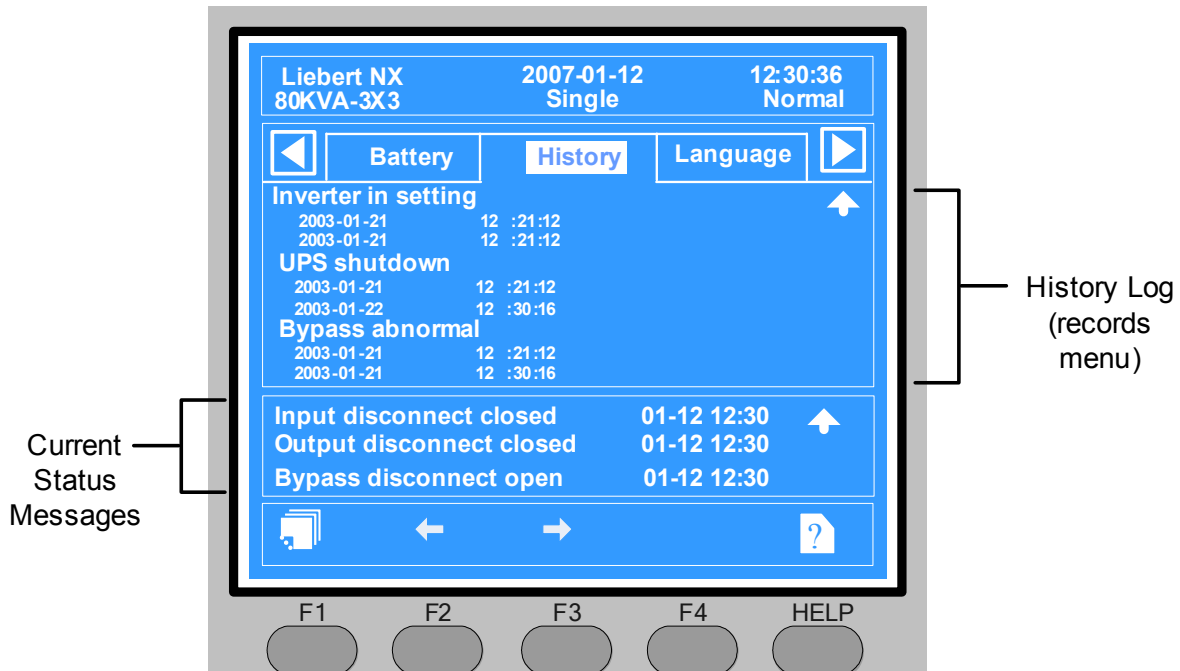 Liebert NX 2007-01-12 12:30:36
80KVA-3X3 Single Normal
Battery History Language
Inverter in setting
2003-01-21 12 :21:12
2003-01-21 12 :21:12
UPS shutdown
2003-01-21 12 :21:12
2003-01-22 12 :30:16
Bypass abnormal
2003-01-21 12 :21:12
2003-01-21 12 :30:16
History Log
(records
menu)
Input disconnect closed 01-12 12:30
Output disconnect closed 01-12 12:30
Bypass disconnect open 01-12 12:30
Current
Status
Messages
?
F1 F2 F3 F4 HELP